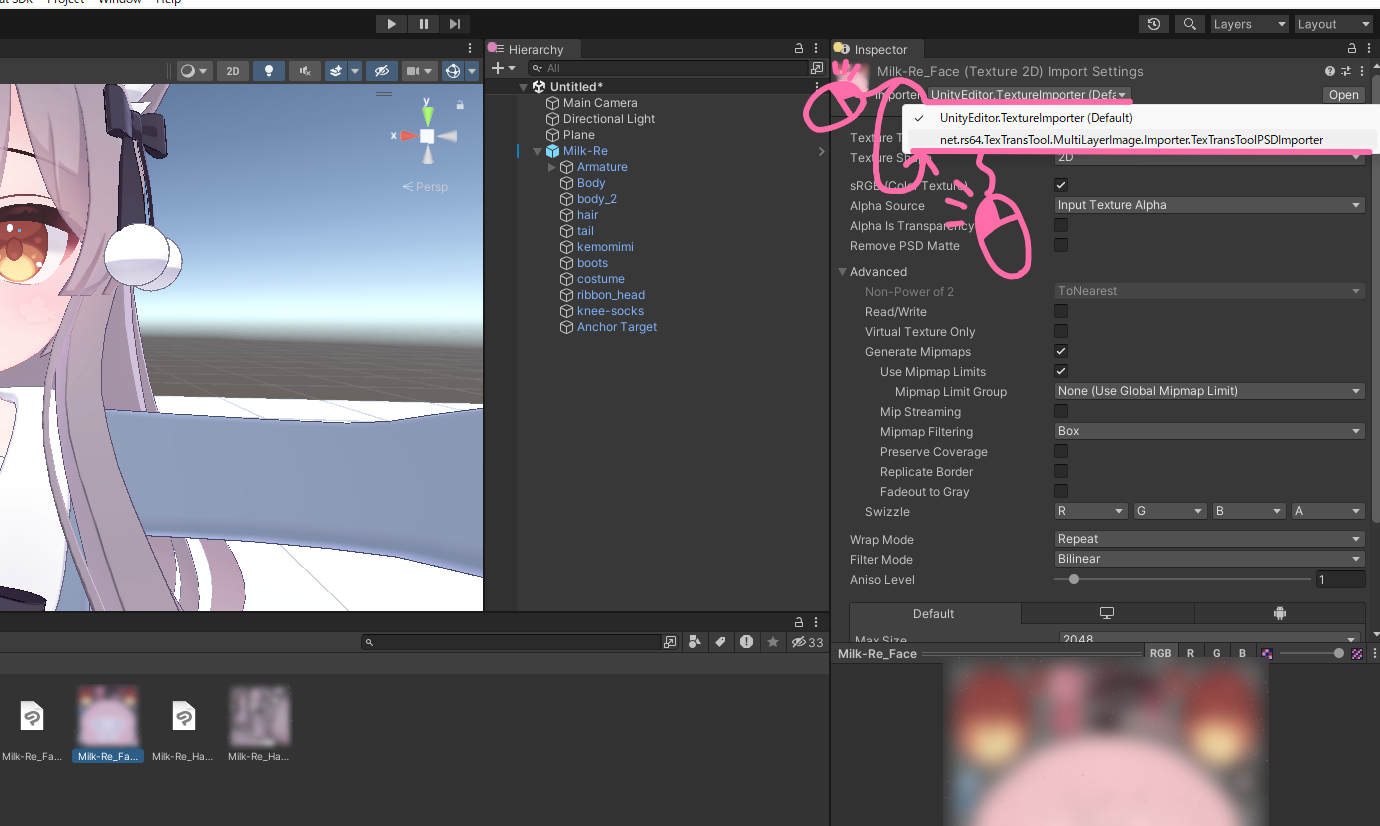 Project Window Help
Layers Layout
Hierarchy
Inspector
2D
All
Milk-Re_Face (Texture 2D) Import Settings
Importer UnityEditor.TextureImporter (Defa Open
UnityEditor.TextureImporter (Default)
net.rs64.TexTransTool.MultiLayerImage.Importer.TexTransToolPSDImporter
Untitled*
Main Camera
Directional Light
Plane
Milk-Re
Armature
Body
body_2
hair
tail
kemomimi
boots
costume
ribbon_head
knee-socks
Anchor Target
y
x
Persp
Texture
Texture 2D
sRGB (Color Texture)
Alpha Source Input Texture Alpha
Alpha Is Transparency
Remove PSD Matte
Advanced
Non-Power of 2 ToNearest
Read/Write
Virtual Texture Only
Generate Mipmaps
Use Mipmap Limits
Mipmap Limit Group None (Use Global Mipmap Limit)
Mip Streaming
Mipmap Filtering Box
Preserve Coverage
Replicate Border
Fadeout to Gray
Swizzle R G B A
Wrap Mode Repeat
Filter Mode Bilinear
Aniso Level 1
Default
Max Size 2048
Milk-Re_Face RGB R G B
33
Milk-Re_Fa... Milk-Re_Fa... Milk-Re_Ha... Milk-Re_Ha...